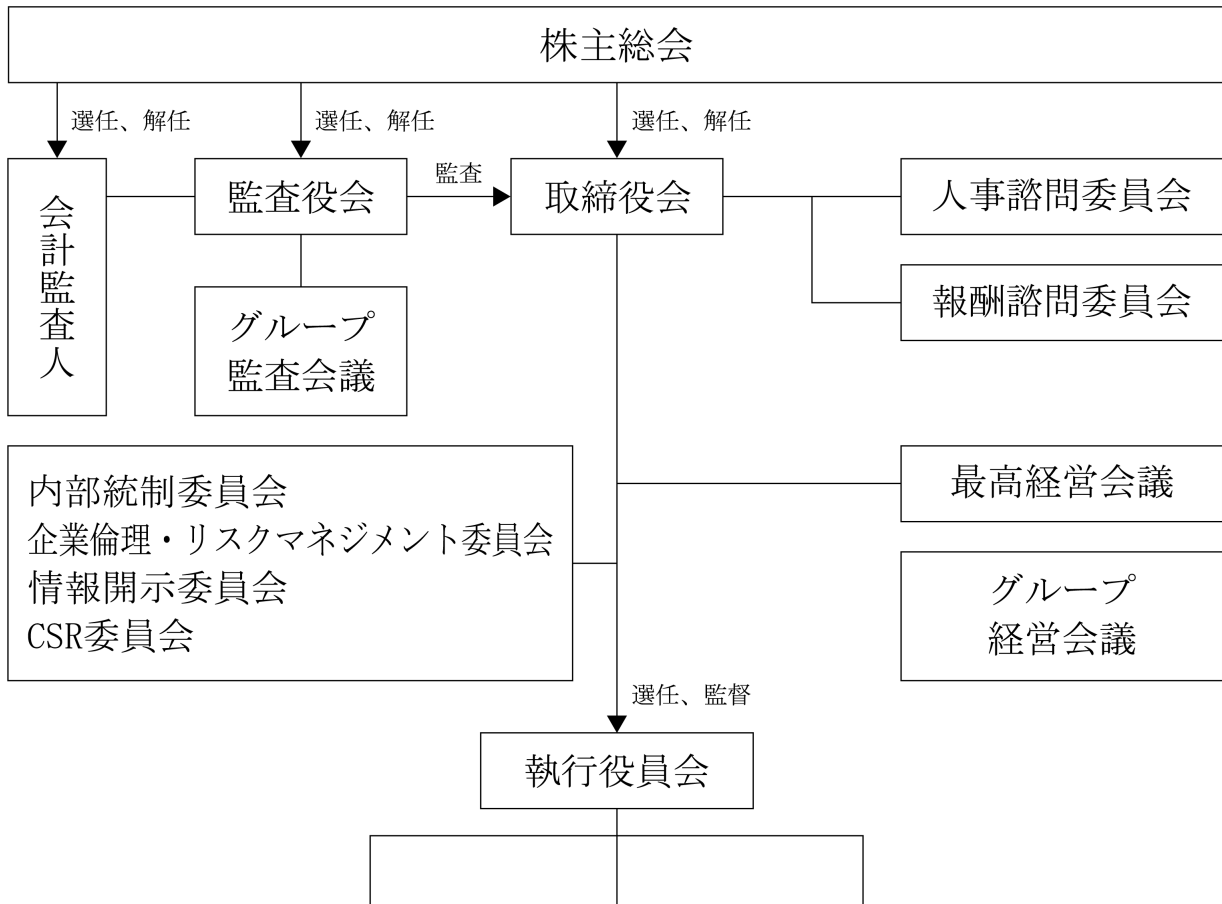 株主総会
選任、解任
選任、解任
選任、解任
会計監査人
監査役会
監査
取締役会
人事諮問委員会
報酬諮問委員会
グループ
監査会議
内部統制委員会
企業倫理・リスクマネジメント委員会
情報開示委員会
CSR委員会
最高経営会議
グループ
経営会議
選任、監督
執行役員会